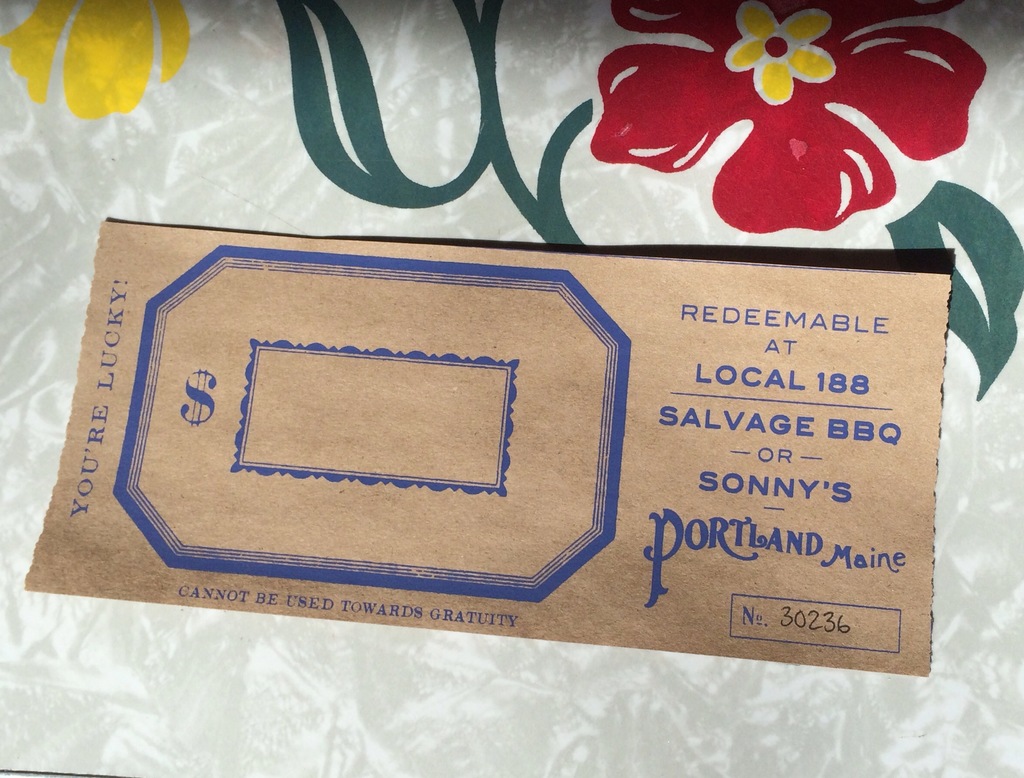 YOU'RE LUCKY!
$
CANNOT BE USED TOWARDS GRATUITY
REDEEMABLE
AT
LOCAL 188
SALVAGE BBQ
—OR—
SONNY'S
PORTLAND Maine
No. 30236